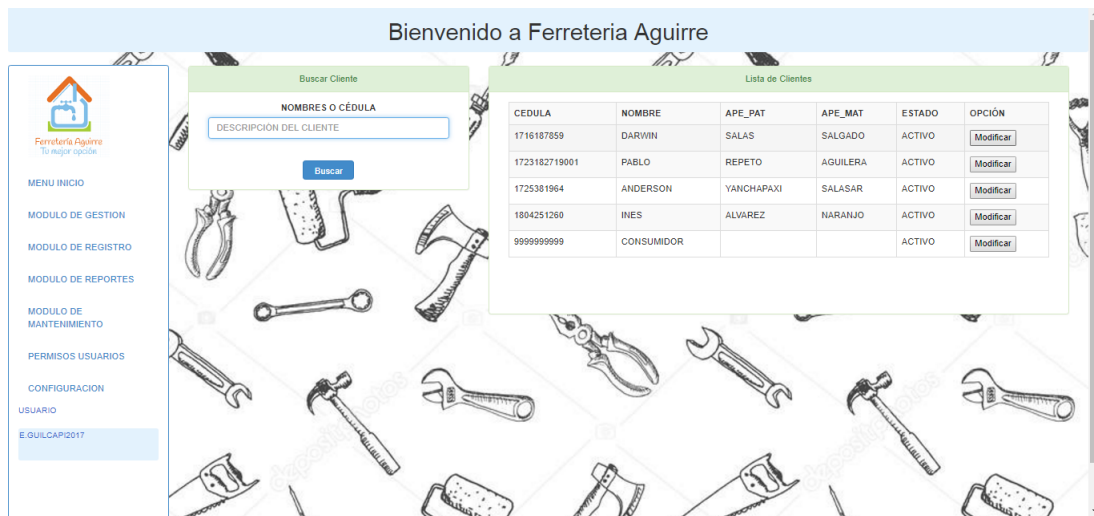 Bienvenido a Ferreteria Aguirre
Ferretería Aguirre
Tu mejor opción
MENU INICIO
MODULO DE GESTION
MODULO DE REGISTRO
MODULO DE REPORTES
MODULO DE
MANTENIMIENTO
PERMISOS USUARIOS
CONFIGURACION
USUARIO
E.GUILCAPI2017
Buscar Cliente
NOMBRES O CÉDULA
DESCRIPCIÓN DEL CLIENTE
Buscar
Lista de Clientes
CEDULA NOMBRE APE_PAT APE_MAT ESTADO OPCIÓN
1716187859 DARWIN SALAS SALGADO ACTIVO Modificar
1723182719001 PABLO REPETO AGUILERA ACTIVO Modificar
1725381964 ANDERSON YANCHAPAXI SALASAR ACTIVO Modificar
1804251260 INES ALVAREZ NARANJO ACTIVO Modificar
9999999999 CONSUMIDOR ACTIVO Modificar
depositphotos